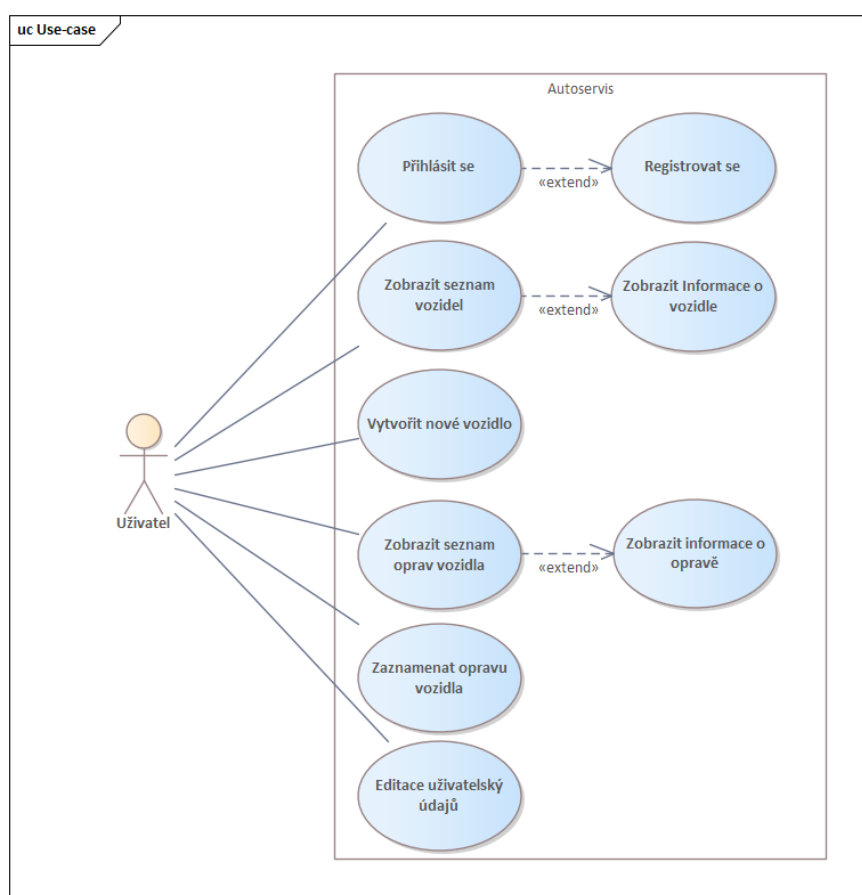 uc Use-case
Autoservis
Přihlásit se
«extend»
Registrovat se
Zobrazit seznam
vozidel
«extend»
Zobrazit Informace o
vozidle
Vytvořit nové vozidlo
Uživatel
Zobrazit seznam
oprav vozidla
«extend»
Zobrazit informace o
opravě
Zaznamenat opravu
vozidla
Editace uživatelský
údajů